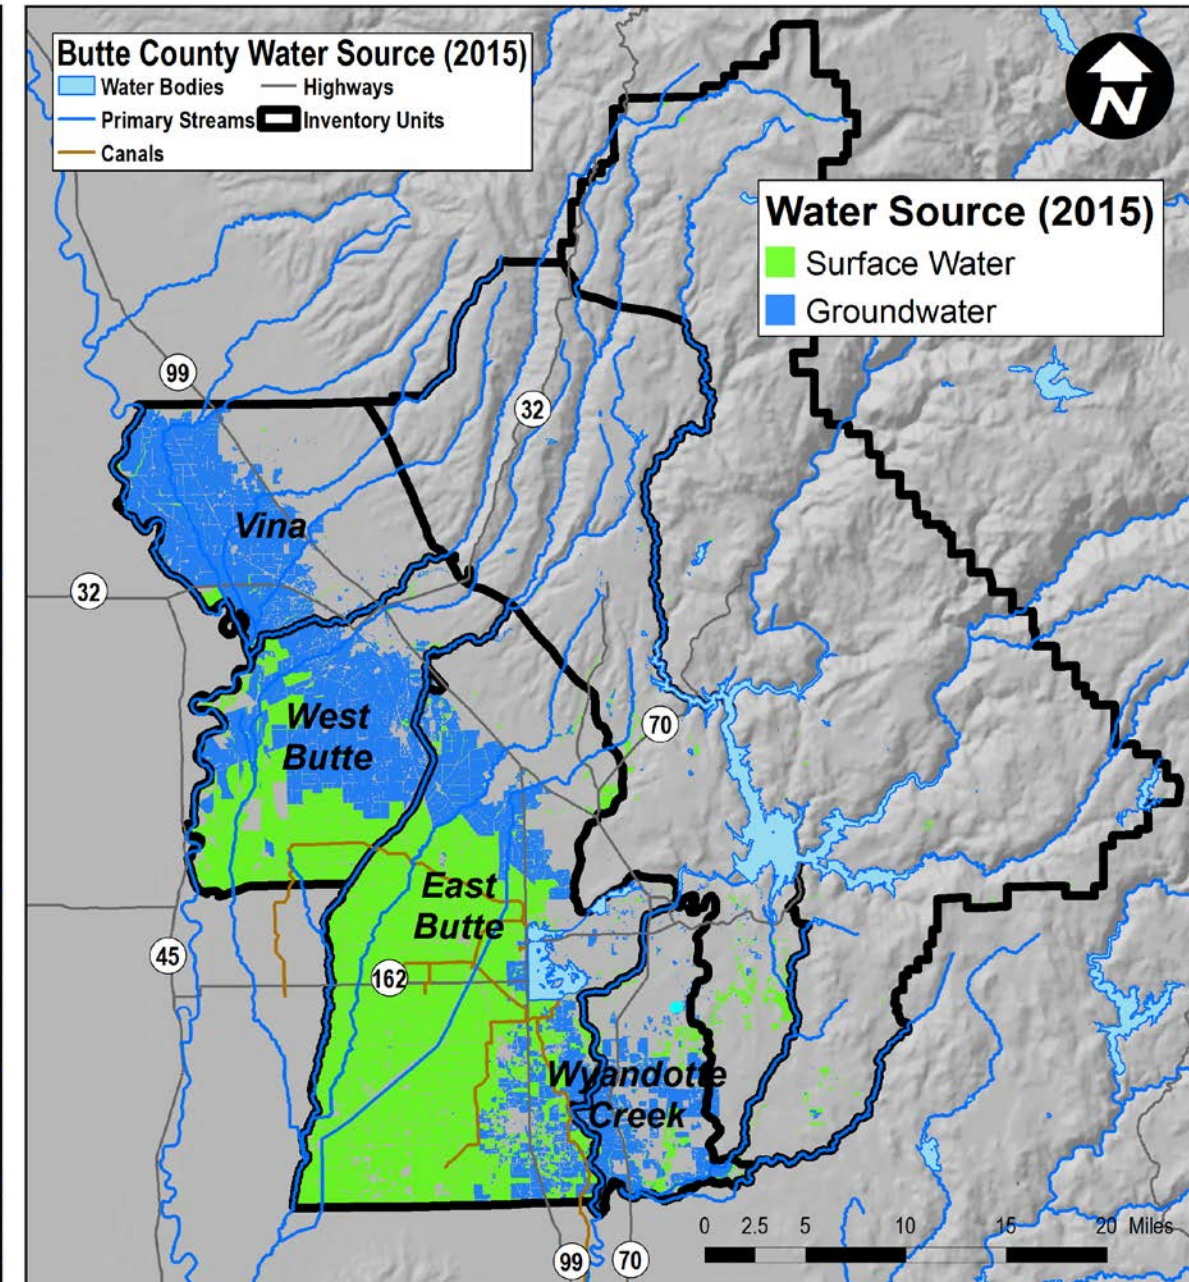 Butte County Water Source (2015)
Water Bodies
Highways
Primary Streams
Inventory Units
Canals
N
Water Source (2015)
Surface Water
Groundwater
99
32
Vina
32
West
Butte
70
East
Butte
45
162
Wyandotte
Creek
0 2.5 5 10 15 20 Miles
99
70